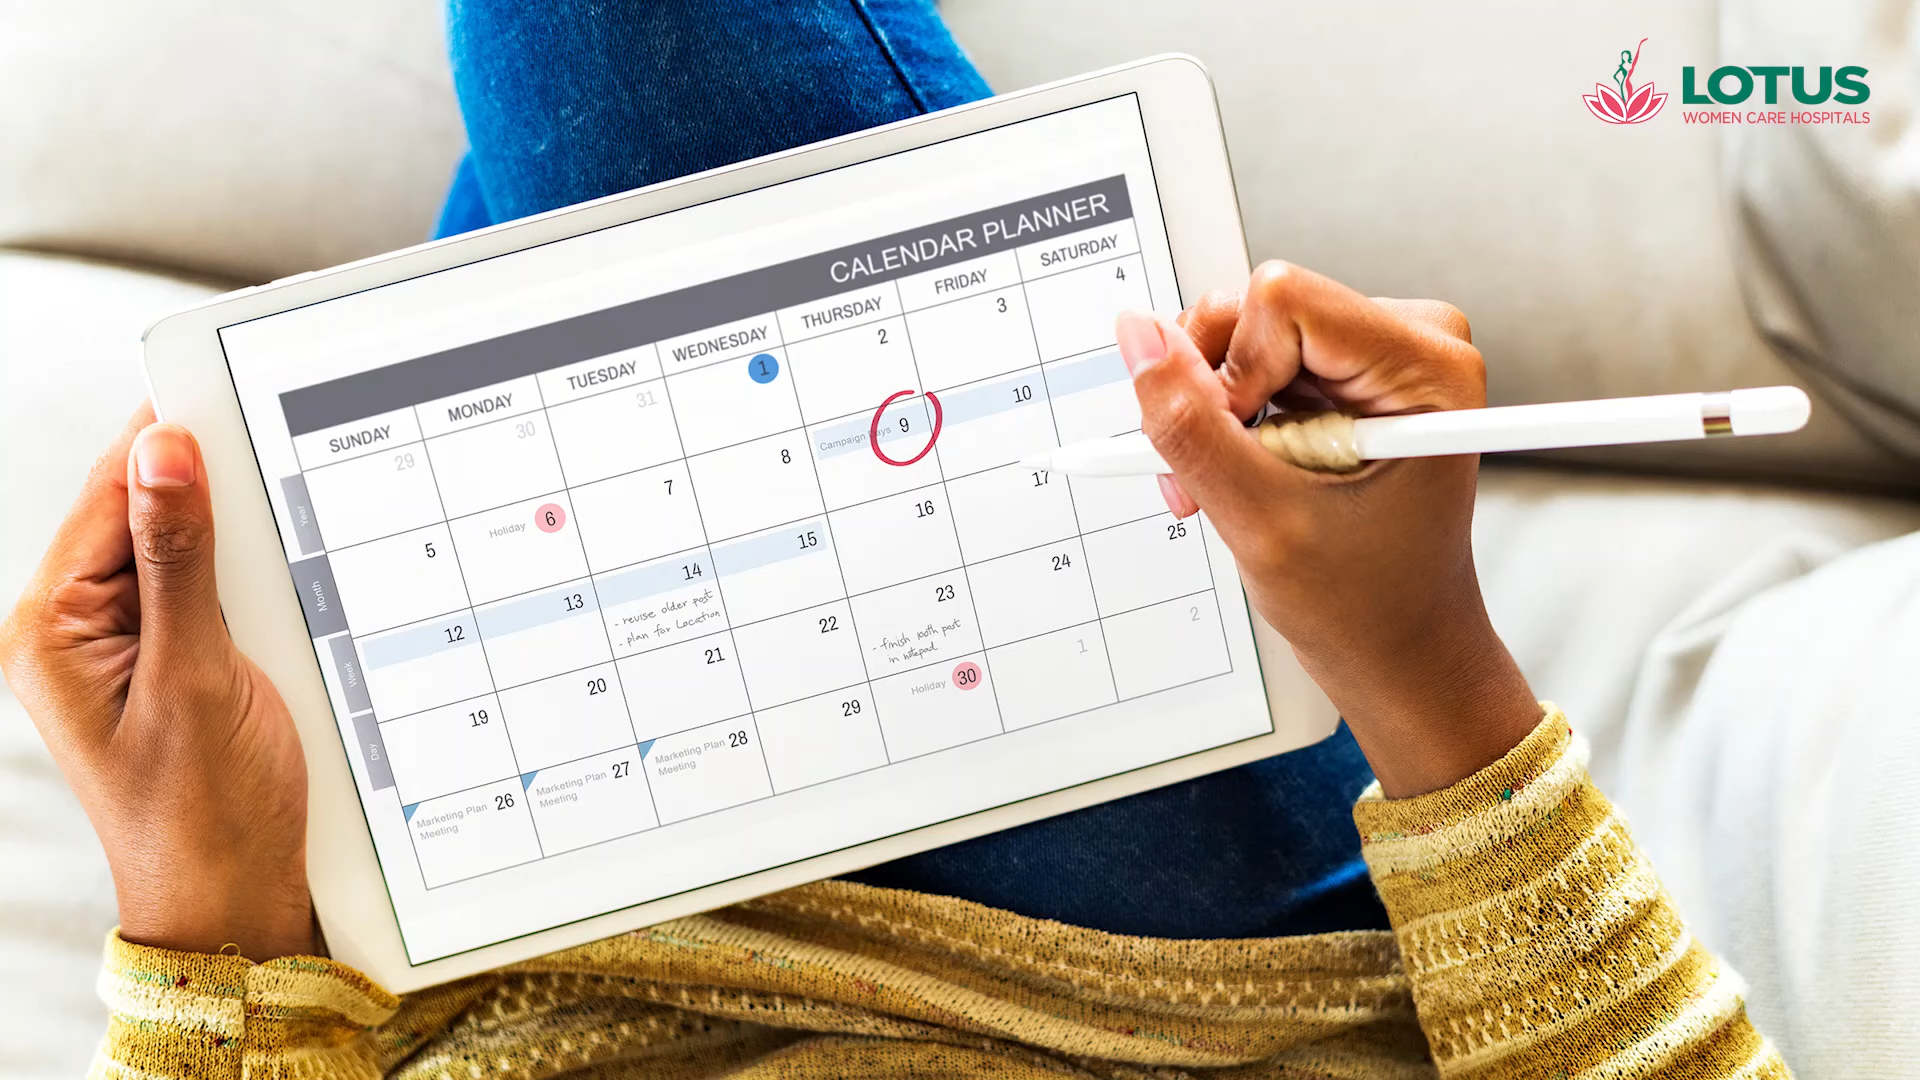 LOTUS
WOMEN CARE HOSPITALS
CALENDAR PLANNER
SUNDAY MONDAY TUESDAY WEDNESDAY THURSDAY FRIDAY SATURDAY
29 30 31 1 2 3 4
5 Holiday 6 7 8 Campaign Days 9 10
12 13 14 15 16 17
- revise older post
- plan for Location
19 20 21 22 23 24 25
- finish 100th post
in notepad
Marketing Plan 26 Marketing Plan 27 Marketing Plan 28 29 Holiday 30 1 2
Meeting Meeting Meeting
Year
Month
Week
Day